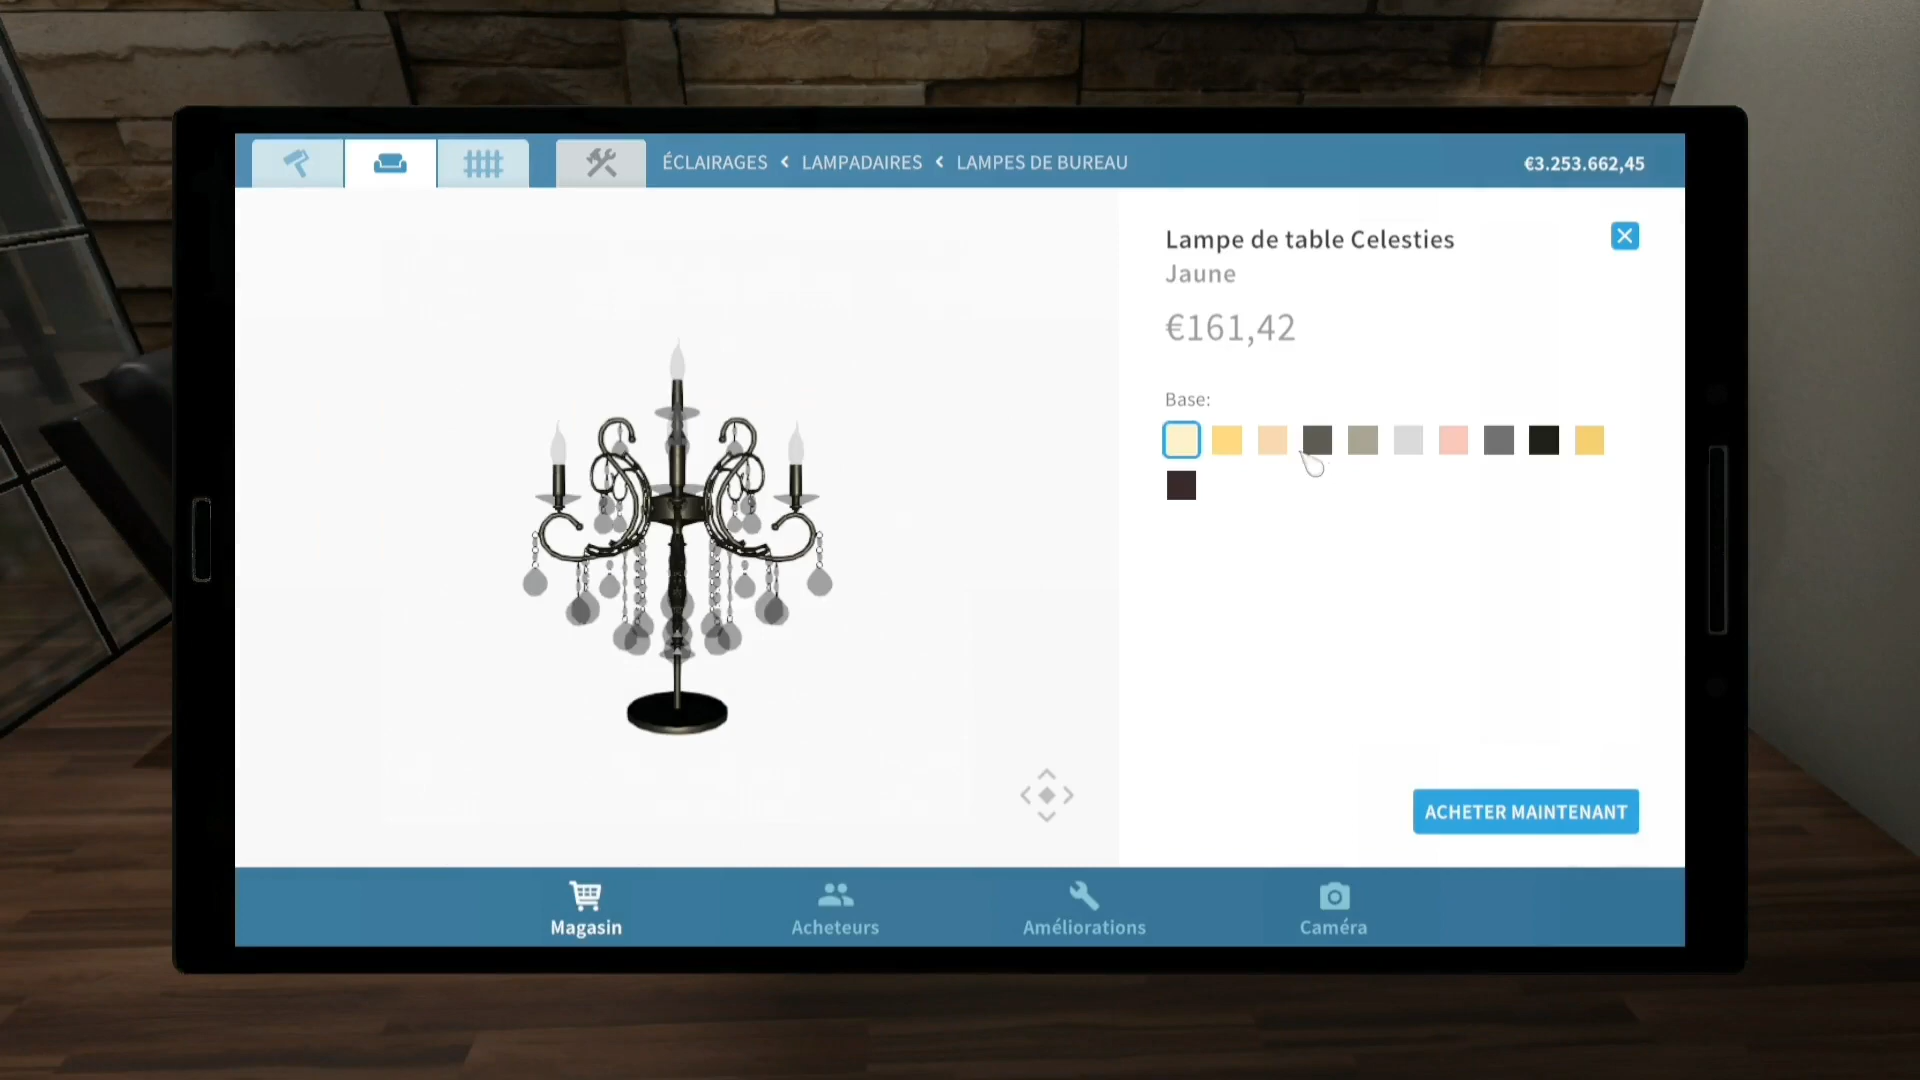 ÉCLAIRAGES < LAMPADAIRES < LAMPES DE BUREAU
€3.253.662,45
Lampe de table Celesties
Jaune
€161,42
Base:
ACHETER MAINTENANT
Magasin
Acheteurs
Améliorations
Caméra